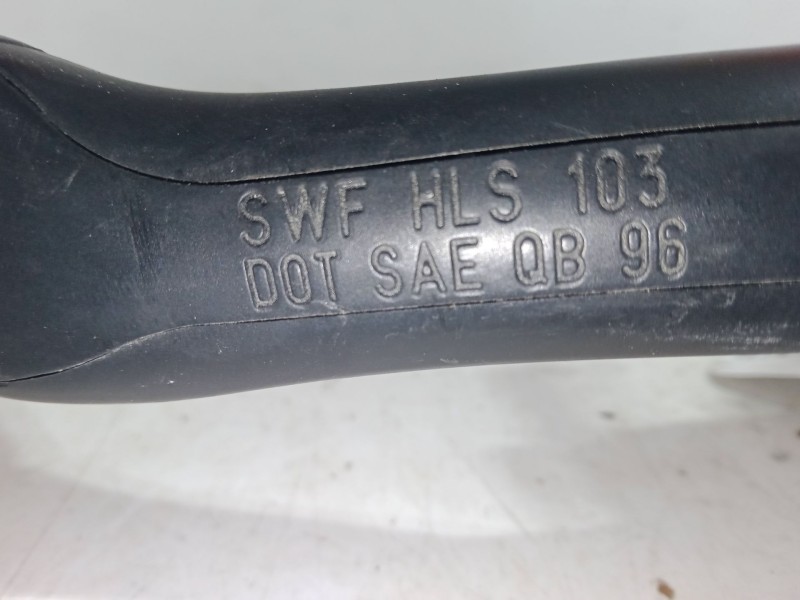 SWF HLS 103
DOT SAE QB 96